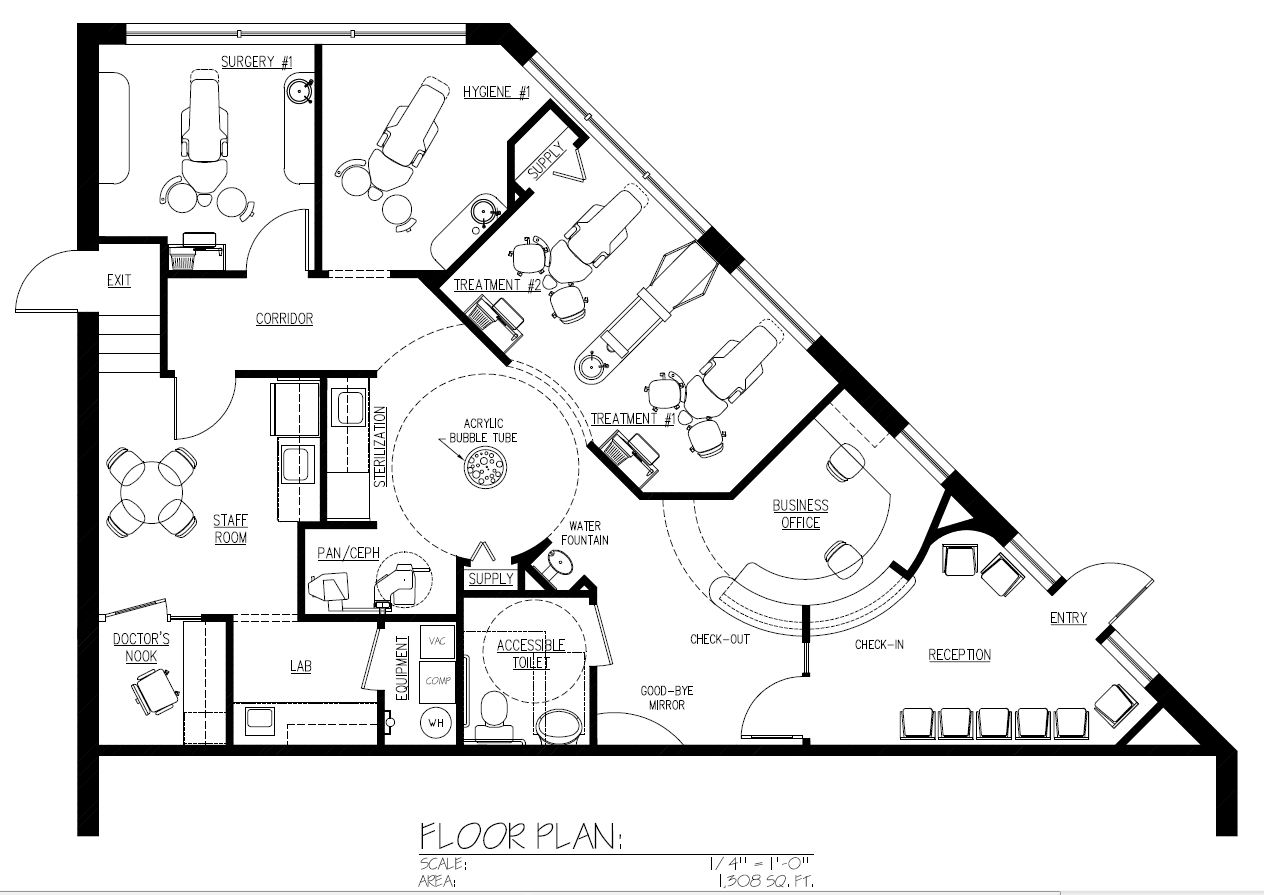 SURGERY #1
HYGIENE #1
SUPPLY
EXIT
TREATMENT #2
CORRIDOR
TREATMENT #1
ACRYLIC
BUBBLE TUBE
STERILIZATION
BUSINESS
OFFICE
STAFF
ROOM
WATER
FOUNTAIN
PAN/CEPH
SUPPLY
ENTRY
DOCTOR'S
NOOK
LAB
EQUIPMENT
VAC
COMP
WH
ACCESSIBLE
TOILET
CHECK-OUT
CHECK-IN
RECEPTION
GOOD-BYE
MIRROR
FLOOR PLAN:
SCALE: 1/4" = 1'-0"
AREA: 1,308 SQ. FT.